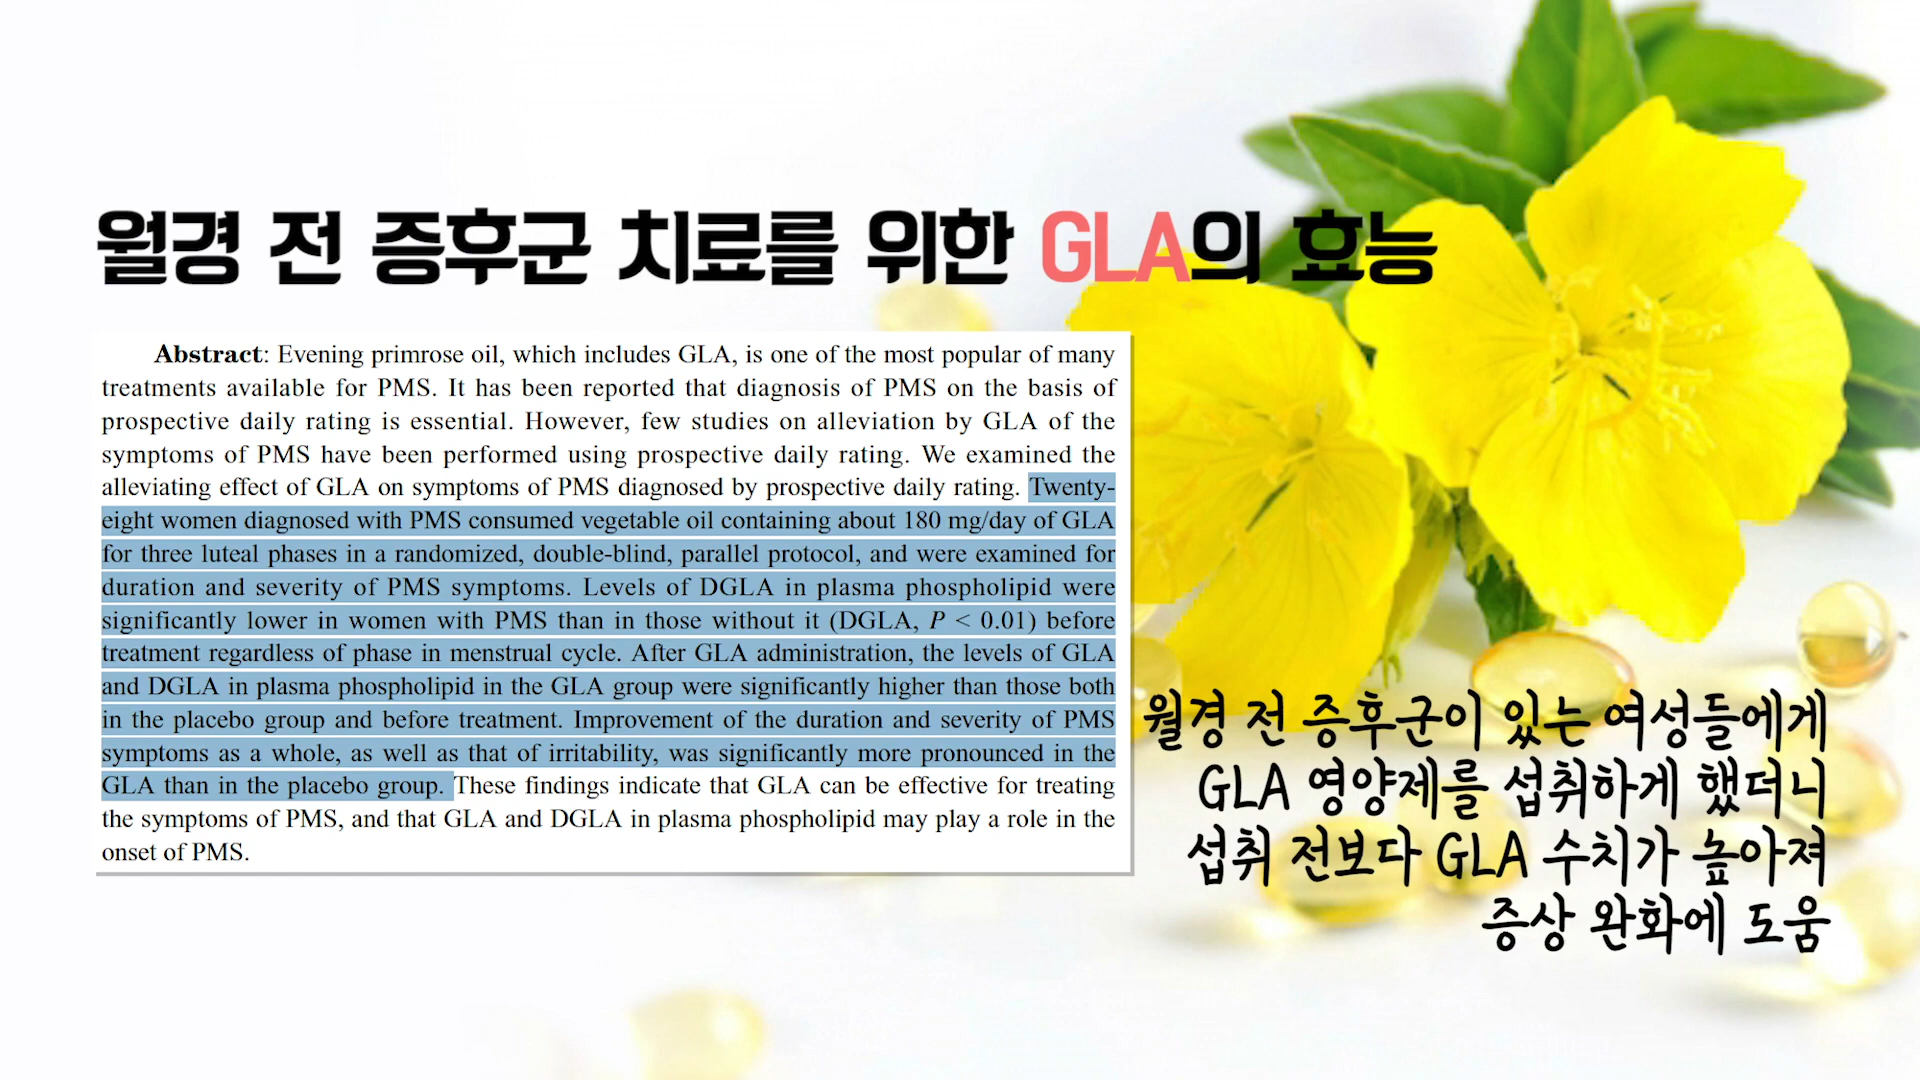 월경 전 증후군 치료를 위한 GLA의 효능
Abstract: Evening primrose oil, which includes GLA, is one of the most popular of many
treatments available for PMS. It has been reported that diagnosis of PMS on the basis of
prospective daily rating is essential. However, few studies on alleviation by GLA of the
symptoms of PMS have been performed using prospective daily rating. We examined the
alleviating effect of GLA on symptoms of PMS diagnosed by prospective daily rating. Twenty-
eight women diagnosed with PMS consumed vegetable oil containing about 180 mg/day of GLA
for three luteal phases in a randomized, double-blind, parallel protocol, and were examined for
duration and severity of PMS symptoms. Levels of DGLA in plasma phospholipid were
significantly lower in women with PMS than in those without it (DGLA, P < 0.01) before
treatment regardless of phase in menstrual cycle. After GLA administration, the levels of GLA
and DGLA in plasma phospholipid in the GLA group were significantly higher than those both
in the placebo group and before treatment. Improvement of the duration and severity of PMS
symptoms as a whole, as well as that of irritability, was significantly more pronounced in the
GLA than in the placebo group. These findings indicate that GLA can be effective for treating
the symptoms of PMS, and that GLA and DGLA in plasma phospholipid may play a role in the
onset of PMS.
월경 전 증후군이 있는 여성들에게
GLA 영양제를 섭취하게 했더니
섭취 전보다 GLA 수치가 높아져
증상 완화에 도움